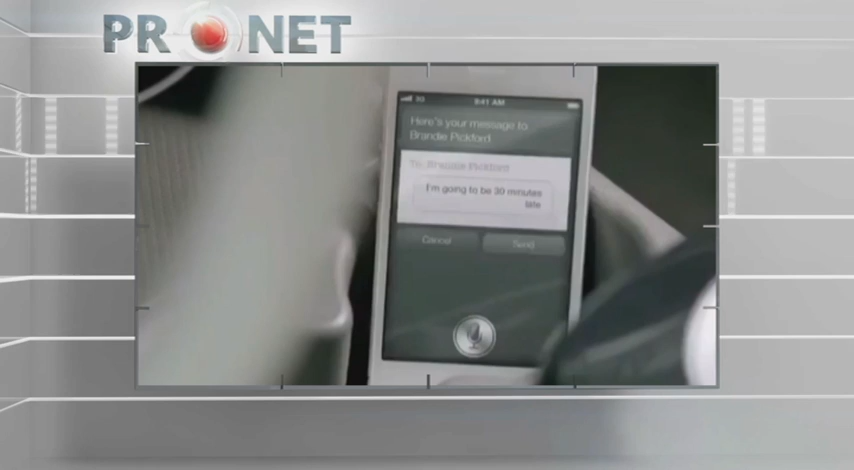 PRONET
3G 9:41 AM
Here's your message to
Brandie Pickford
To: Brandie Pickford
I'm going to be 30 minutes
late
Cancel Send